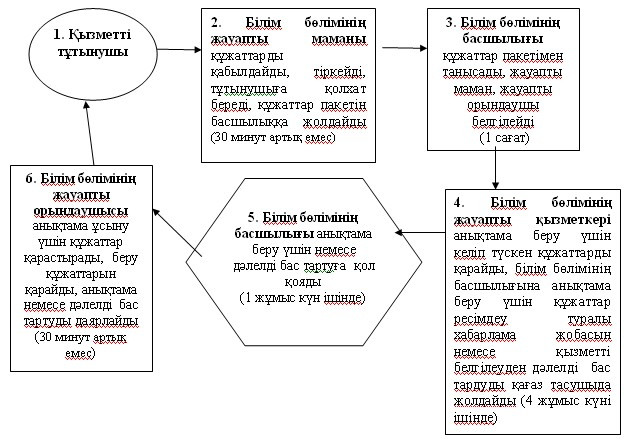 1. Қызметті
тұтынушы
2. Білім бөлімінің
жауапты маманы
құжаттарды
қабылдайды, тіркейді,
тұтынушыға қолхат
береді, құжаттар пакетін
басшылыққа жолдайды
(30 минут артық емес)
3. Білім бөлімінің
басшылығы
құжаттар пакетімен
танысады, жауапты
маман, жауапты
орындаушы
белгілейді
(1 сағат)
4. Білім бөлімінің
жауапты қызметкері
анықтама беру үшін
келіп түскен құжаттарды
қарайды, білім бөлімінің
басшылығына анықтама
беру үшін құжаттар
ресімдеу туралы
хабарлама жобасын
немесе қызметті
белгілеуден дәлелді бас
тардуды қағаз тасушыда
жолдайды (4 жұмыс күні
ішінде)
5. Білім бөлімінің
басшылығы анықтама
беру үшін немесе
дәлелді бас тартуға қол
қояды
(1 жұмыс күн ішінде)
6. Білім бөлімінің
жауапты
орындаушысы
анықтама ұсыну
үшін құжаттар
қарастырады, беру
құжаттарын
қарайды, анықтама
немесе дәлелді бас
тартуды даярлайды
(30 минут артық
емес)